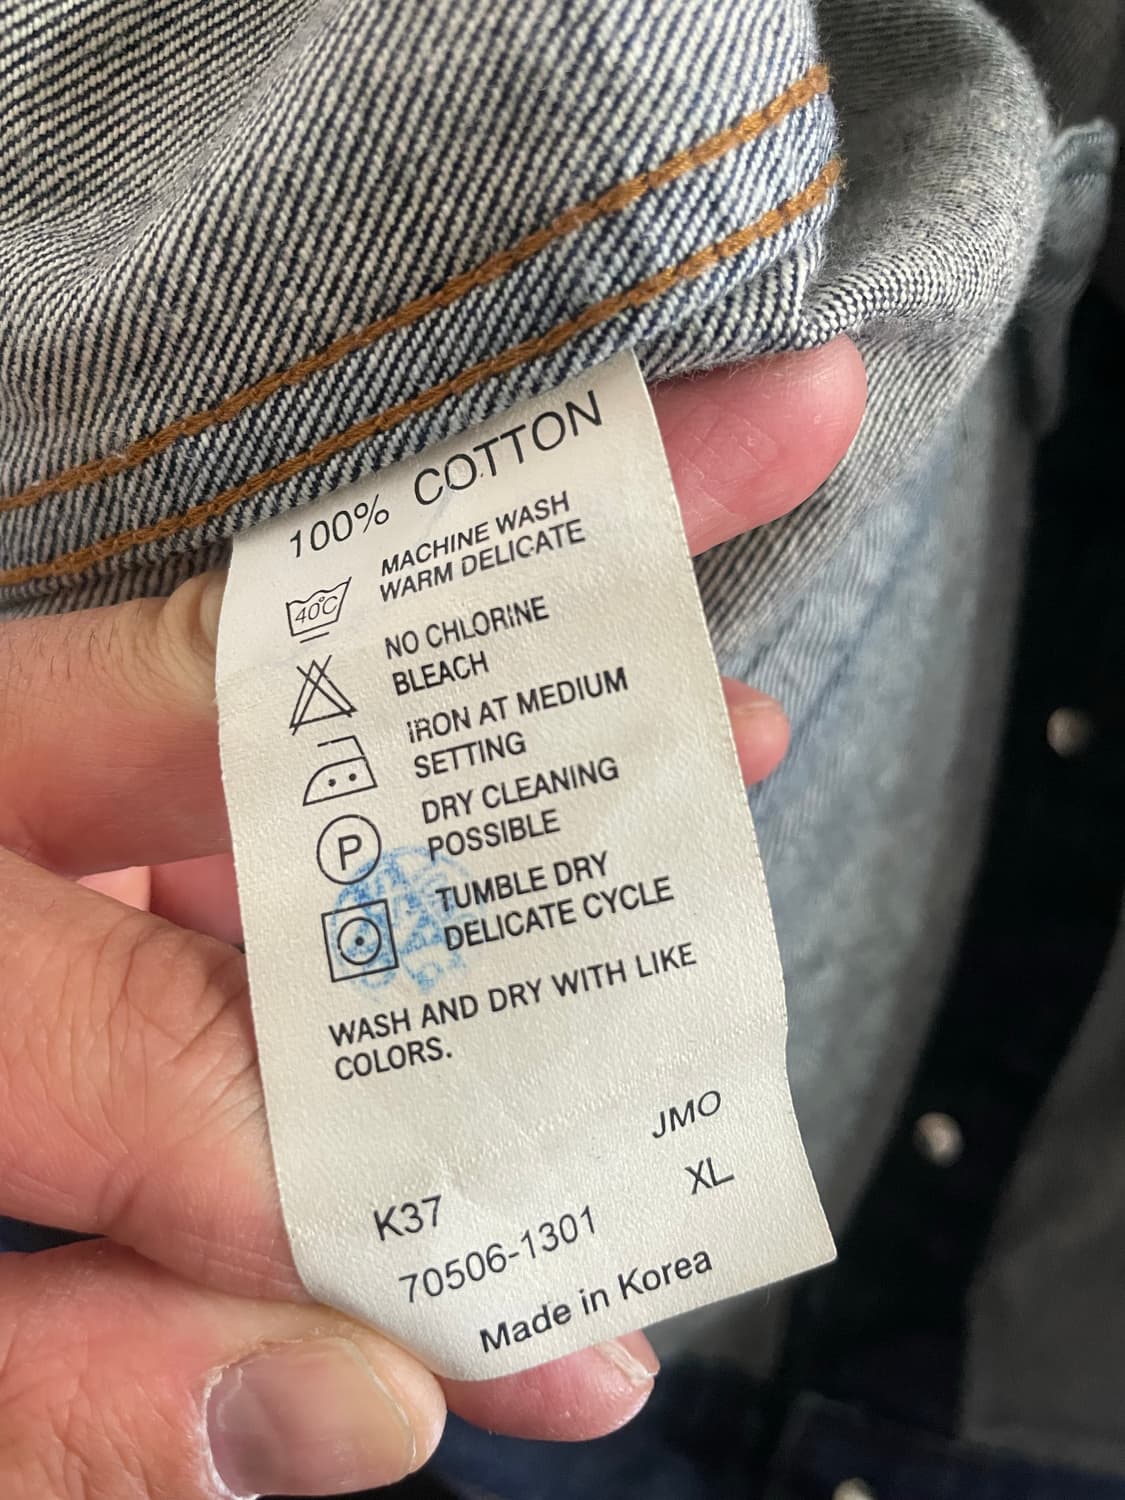 100% COTTON
MACHINE WASH
WARM DELICATE
40°C
NO CHLORINE
BLEACH
IRON AT MEDIUM
SETTING
DRY CLEANING
POSSIBLE
P
TUMBLE DRY
DELICATE CYCLE
WASH AND DRY WITH LIKE
COLORS.
JMO
K37 XL
70506-1301
Made in Korea